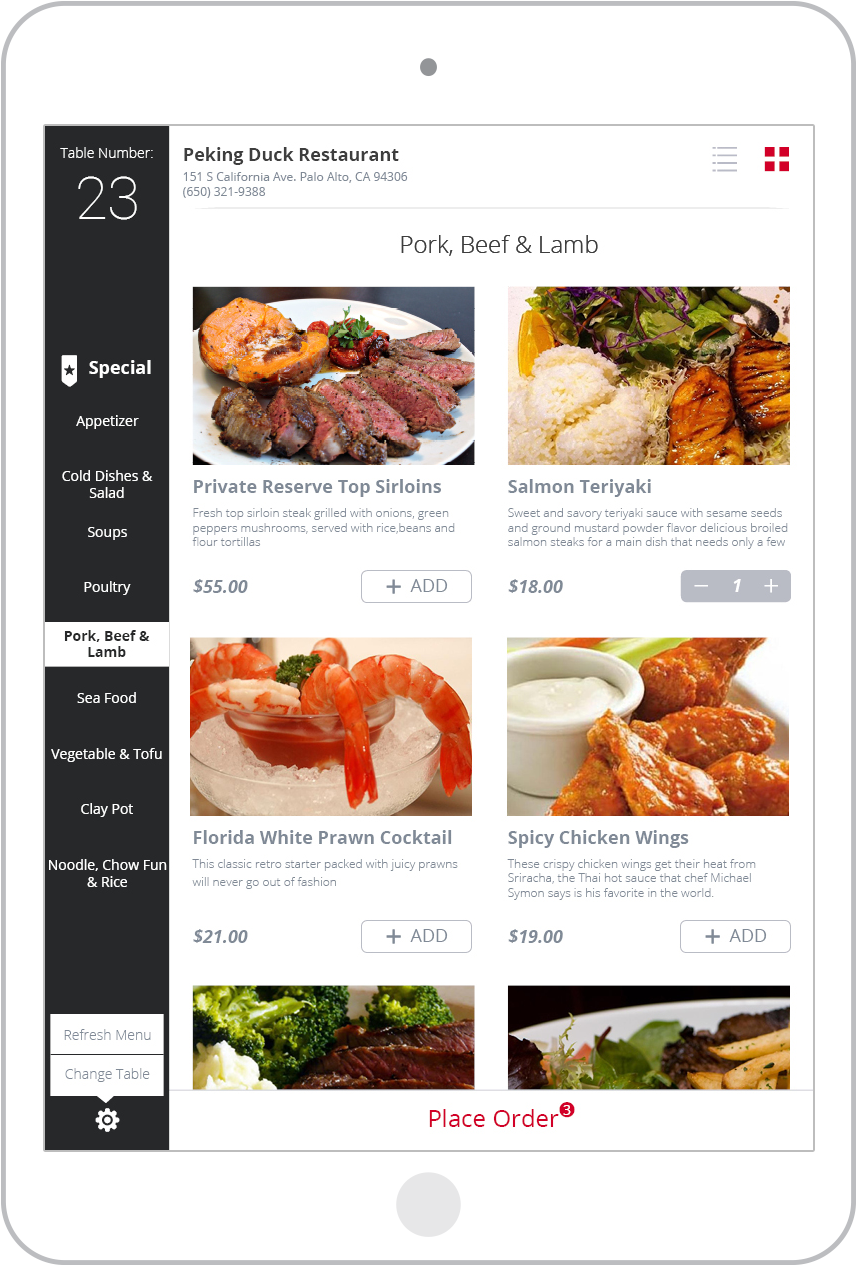 Table Number:
23
Special
Appetizer
Cold Dishes &
Salad
Soups
Poultry
Pork, Beef &
Lamb
Sea Food
Vegetable & Tofu
Clay Pot
Noodle, Chow Fun
& Rice
Refresh Menu
Change Table
Peking Duck Restaurant
151 S California Ave. Palo Alto, CA 94306
(650) 321-9388
Pork, Beef & Lamb
Private Reserve Top Sirloins
Fresh top sirloin steak grilled with onions, green
peppers mushrooms, served with rice,beans and
flour tortillas
$55.00
+ ADD
Salmon Teriyaki
Sweet and savory teriyaki sauce with sesame seeds
and ground mustard powder flavor delicious broiled
salmon steaks for a main dish that needs only a few
$18.00
− 1 +
Florida White Prawn Cocktail
This classic retro starter packed with juicy prawns
will never go out of fashion
$21.00
+ ADD
Spicy Chicken Wings
These crispy chicken wings get their heat from
Sriracha, the Thai hot sauce that chef Michael
Symon says is his favorite in the world.
$19.00
+ ADD
Place Order 3